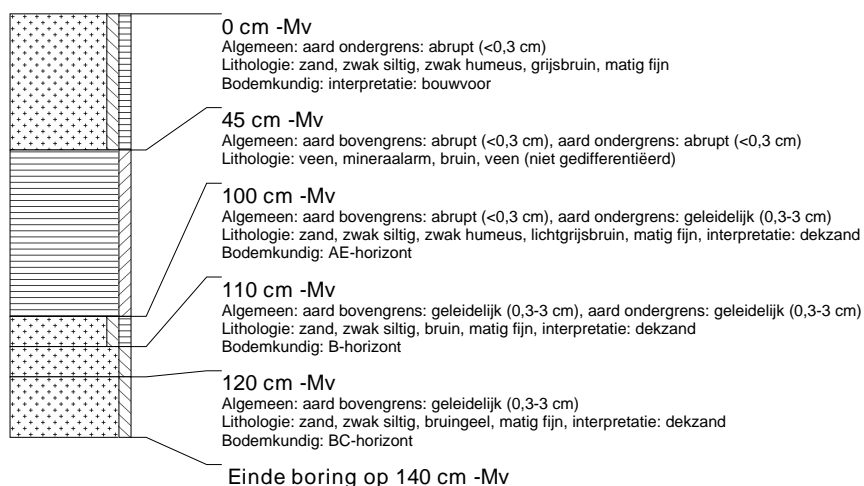 0 cm -Mv
Algemeen: aard ondergrens: abrupt (<0,3 cm)
Lithologie: zand, zwak siltig, zwak humeus, grijsbruin, matig fijn
Bodemkundig: interpretatie: bouwvoor
45 cm -Mv
Algemeen: aard bovengrens: abrupt (<0,3 cm), aard ondergrens: abrupt (<0,3 cm)
Lithologie: veen, mineraalarm, bruin, veen (niet gedifferentiëerd)
100 cm -Mv
Algemeen: aard bovengrens: abrupt (<0,3 cm), aard ondergrens: geleidelijk (0,3-3 cm)
Lithologie: zand, zwak siltig, zwak humeus, lichtgrijsbruin, matig fijn, interpretatie: dekzand
Bodemkundig: AE-horizont
110 cm -Mv
Algemeen: aard bovengrens: geleidelijk (0,3-3 cm), aard ondergrens: geleidelijk (0,3-3 cm)
Lithologie: zand, zwak siltig, bruin, matig fijn, interpretatie: dekzand
Bodemkundig: B-horizont
120 cm -Mv
Algemeen: aard bovengrens: geleidelijk (0,3-3 cm)
Lithologie: zand, zwak siltig, bruingeel, matig fijn, interpretatie: dekzand
Bodemkundig: BC-horizont
Einde boring op 140 cm -Mv